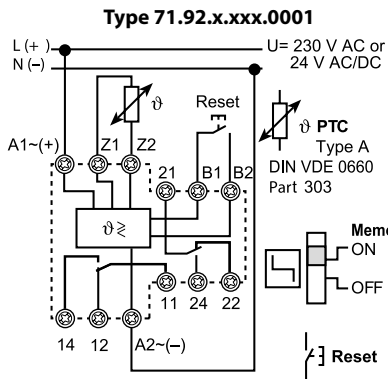 Type 71.92.x.xxx.0001
L (+)
U= 230 V AC or
N (–)
24 V AC/DC
ϑ
Reset
ϑ PTC
Type A
DIN VDE 0660
Part 303
A1~(+)
Z1
Z2
21
B1
B2
ϑ ≷
ON
OFF
11
24
22
14
12
A2~(–)
Reset